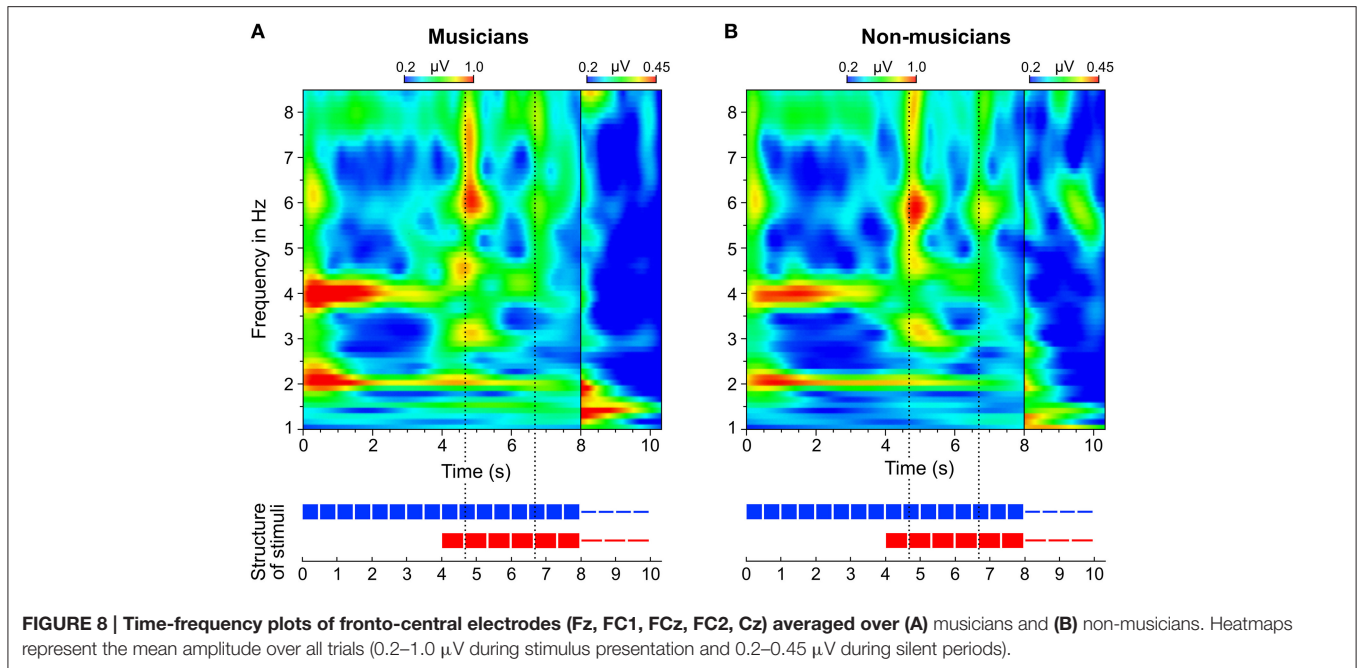 A
Musicians
0.2 µV 1.0
0.2 µV 0.45
8
7
6
5
4
3
2
1
Frequency in Hz
0 2 4 6 8 10
Time (s)
B
Non-musicians
0.2 µV 1.0
0.2 µV 0.45
8
7
6
5
4
3
2
1
0 2 4 6 8 10
Time (s)
Structure
of stimuli
0 1 2 3 4 5 6 7 8 9 10
0 1 2 3 4 5 6 7 8 9 10
FIGURE 8 | Time-frequency plots of fronto-central electrodes (Fz, FC1, FCz, FC2, Cz) averaged over (A) musicians and (B) non-musicians. Heatmaps
represent the mean amplitude over all trials (0.2–1.0 µV during stimulus presentation and 0.2–0.45 µV during silent periods).